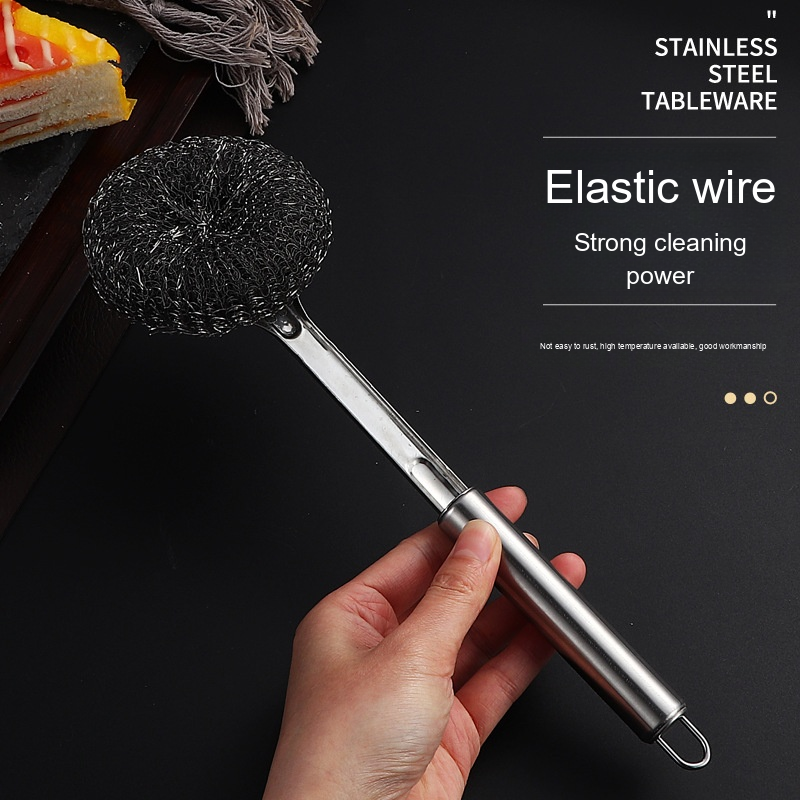 "
STAINLESS
STEEL
TABLEWARE
Elastic wire
Strong cleaning
power
Not easy to rust, high temperature available, good workmanship